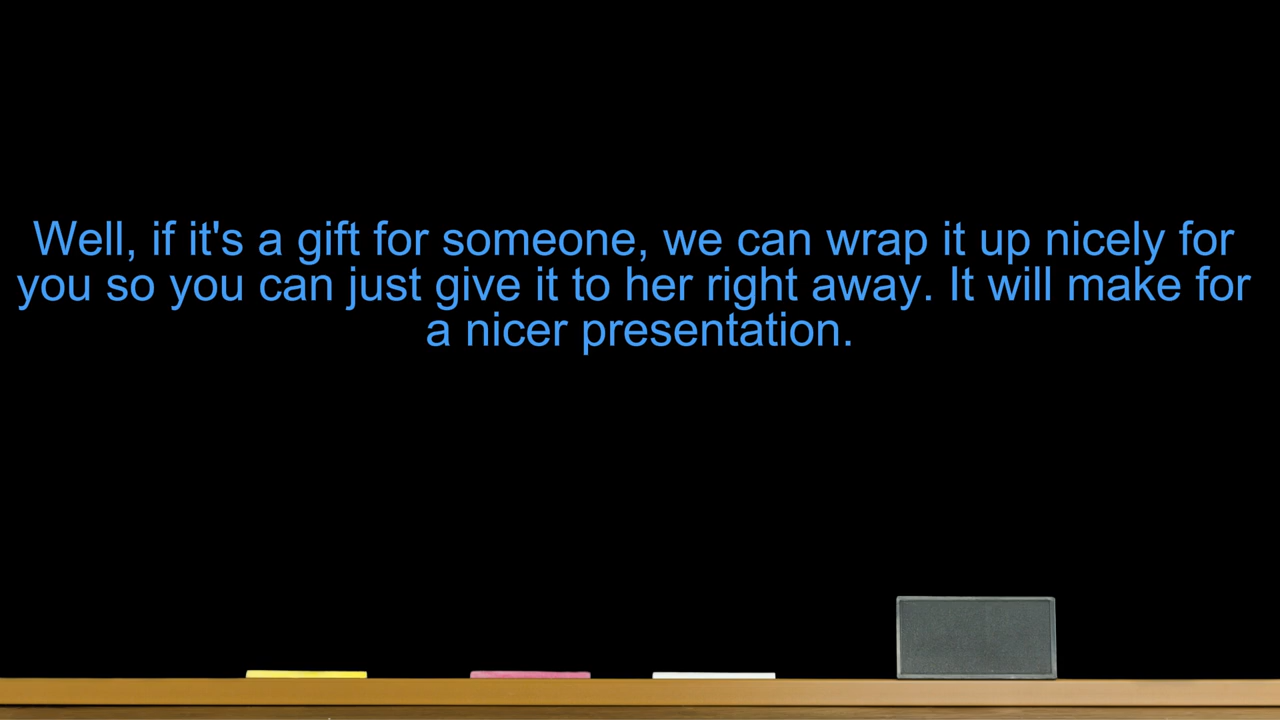 Well, if it's a gift for someone, we can wrap it up nicely for
you so you can just give it to her right away. It will make for
a nicer presentation.